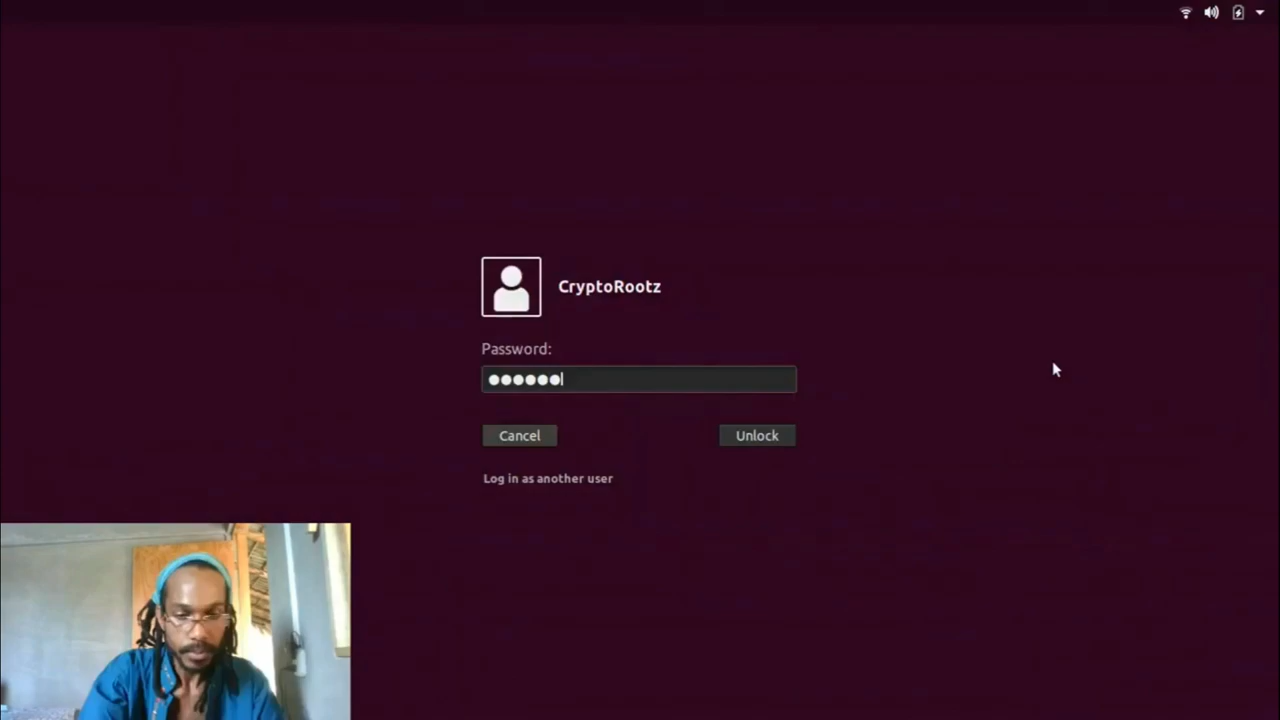 CryptoRootz
Password:
Cancel
Unlock
Log in as another user